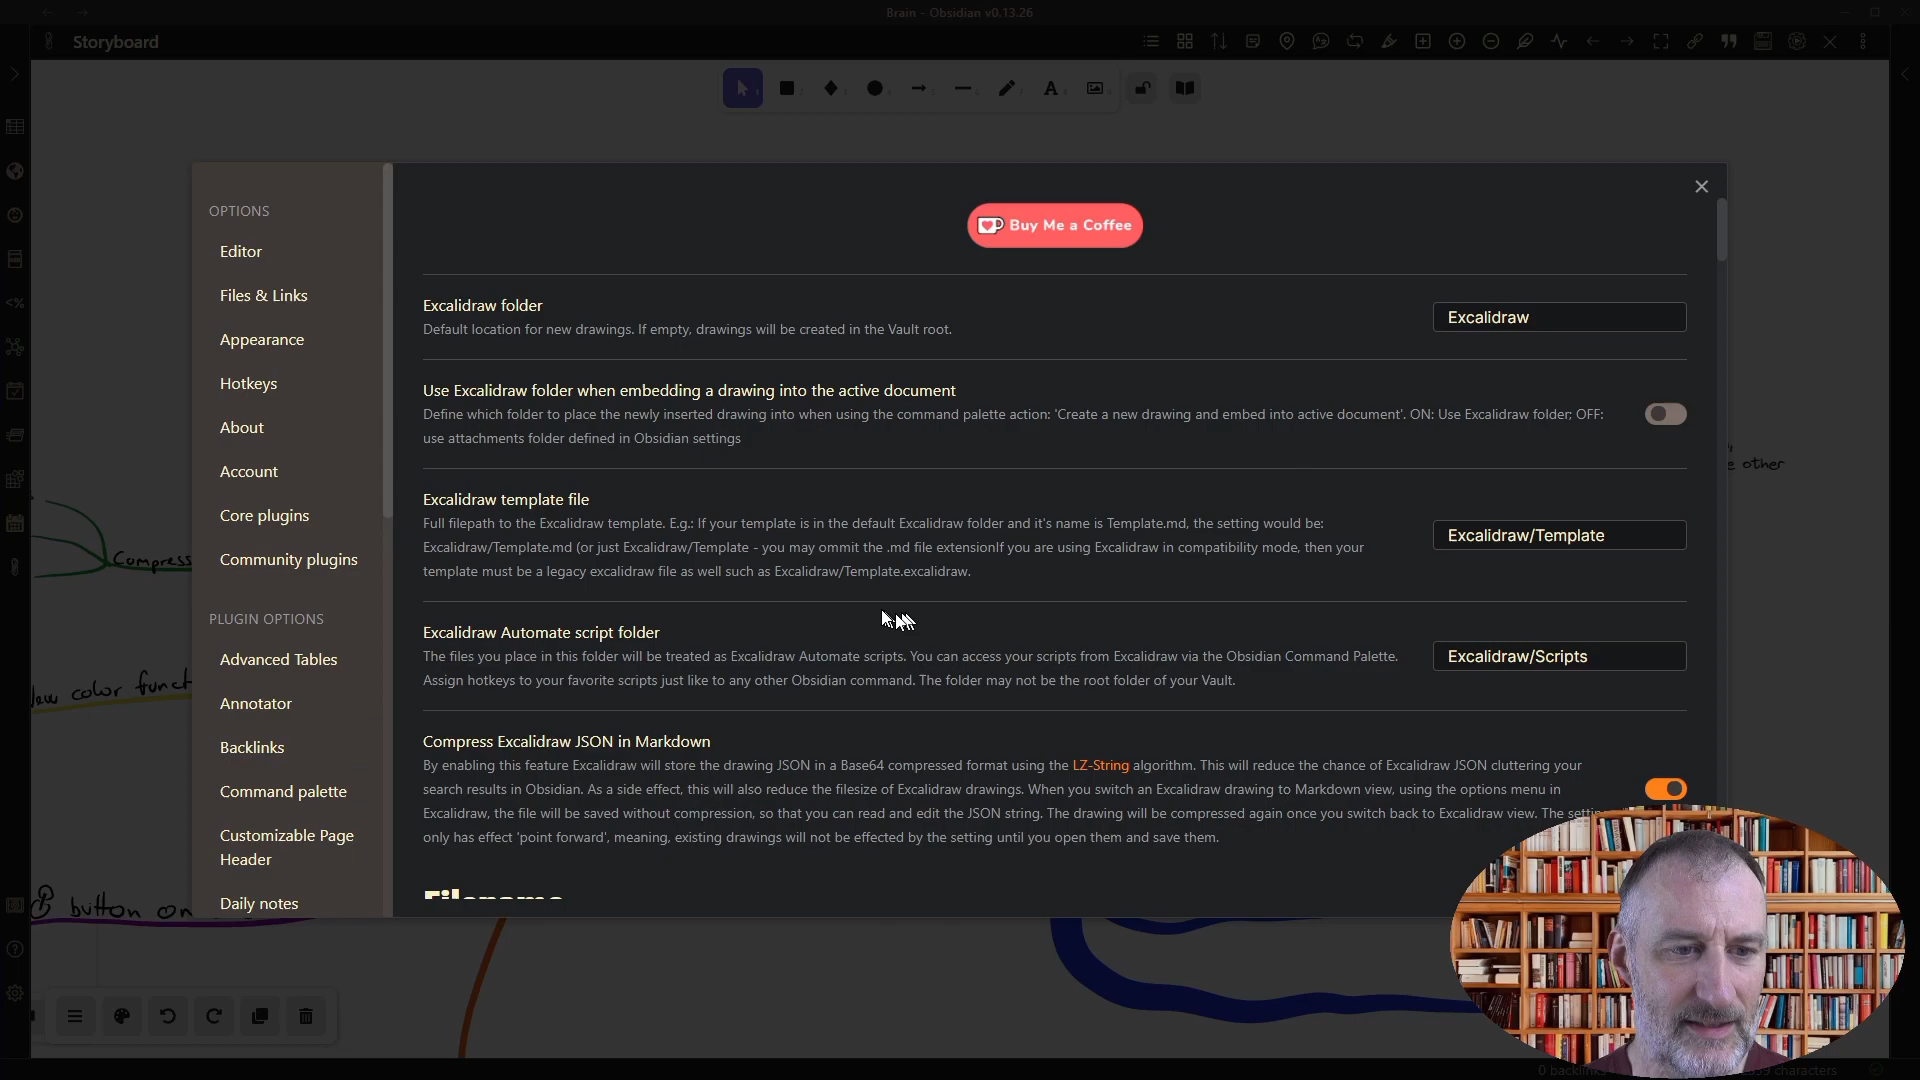 Brain - Obsidian v0.13.26
Storyboard
Buy Me a Coffee
OPTIONS
Editor
Files & Links
Appearance
Hotkeys
About
Account
Core plugins
Community plugins
PLUGIN OPTIONS
Advanced Tables
Annotator
Backlinks
Command palette
Customizable Page
Header
Daily notes
Excalidraw folder
Default location for new drawings. If empty, drawings will be created in the Vault root.
Excalidraw
Use Excalidraw folder when embedding a drawing into the active document
Define which folder to place the newly inserted drawing into when using the command palette action: 'Create a new drawing and embed into active document'. ON: Use Excalidraw folder; OFF:
use attachments folder defined in Obsidian settings
Excalidraw template file
Full filepath to the Excalidraw template. E.g.: If your template is in the default Excalidraw folder and it's name is Template.md, the setting would be:
Excalidraw/Template.md (or just Excalidraw/Template - you may ommit the .md file extensionIf you are using Excalidraw in compatibility mode, then your
template must be a legacy excalidraw file as well such as Excalidraw/Template.excalidraw.
Excalidraw/Template
Excalidraw Automate script folder
The files you place in this folder will be treated as Excalidraw Automate scripts. You can access your scripts from Excalidraw via the Obsidian Command Palette.
Assign hotkeys to your favorite scripts just like to any other Obsidian command. The folder may not be the root folder of your Vault.
Excalidraw/Scripts
Compress Excalidraw JSON in Markdown
By enabling this feature Excalidraw will store the drawing JSON in a Base64 compressed format using the LZ-String algorithm. This will reduce the chance of Excalidraw JSON cluttering your
search results in Obsidian. As a side effect, this will also reduce the filesize of Excalidraw drawings. When you switch an Excalidraw drawing to Markdown view, using the options menu in
Excalidraw, the file will be saved without compression, so that you can read and edit the JSON string. The drawing will be compressed again once you switch back to Excalidraw view. The setti
only has effect 'point forward', meaning, existing drawings will not be effected by the setting until you open them and save them.
Filename
Compress
New color funct
button on
other
0 backlinks
characters